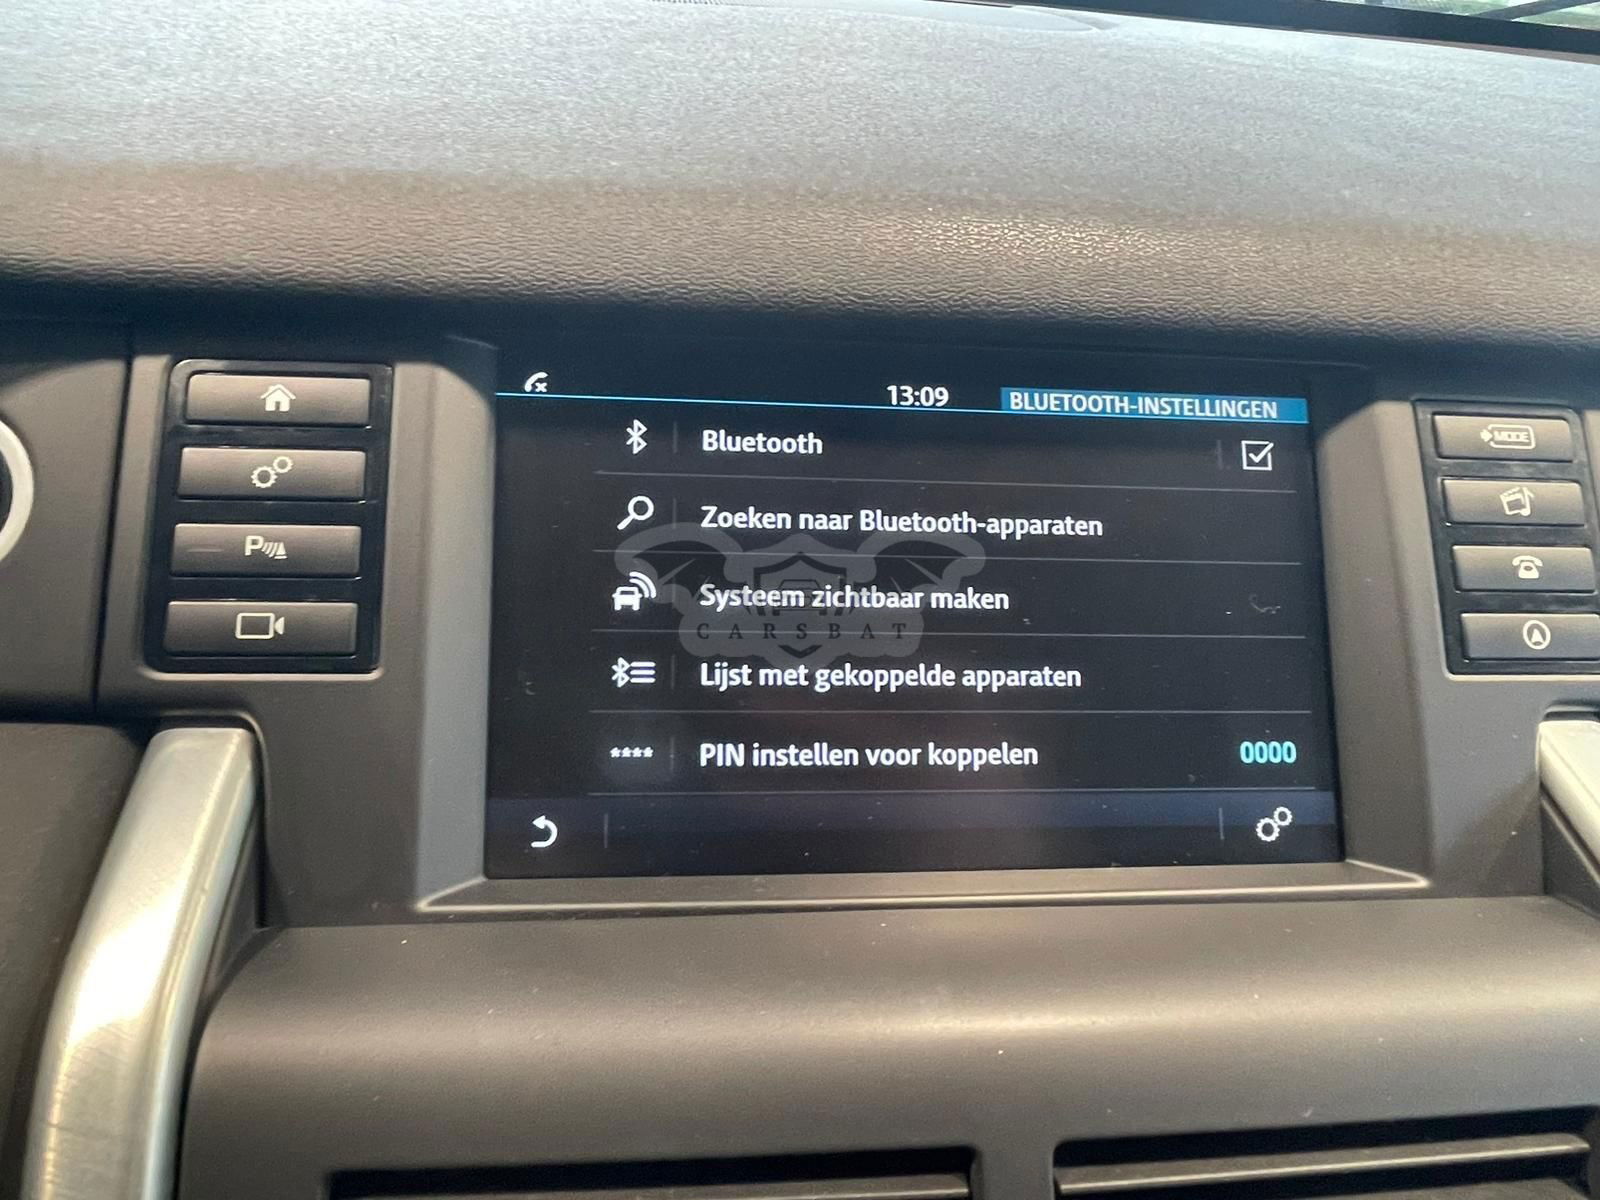 13:09
BLUETOOTH-INSTELLINGEN
Bluetooth
Zoeken naar Bluetooth-apparaten
Systeem zichtbaar maken
CARSBAT
Lijst met gekoppelde apparaten
**** PIN instellen voor koppelen 0000
P
MODE